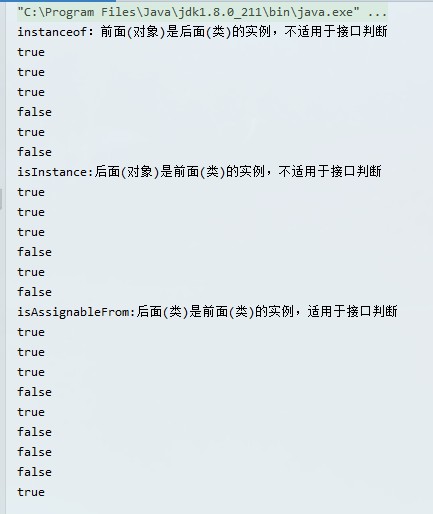 "C:\Program Files\Java\jdk1.8.0_211\bin\java.exe" ...
instanceof：前面(对象)是后面(类)的实例，不适用于接口判断
true
true
true
false
true
false
isInstance:后面(对象)是前面(类)的实例，不适用于接口判断
true
true
true
false
true
false
isAssignableFrom:后面(类)是前面(类)的实例，适用于接口判断
true
true
true
false
true
false
false
false
true